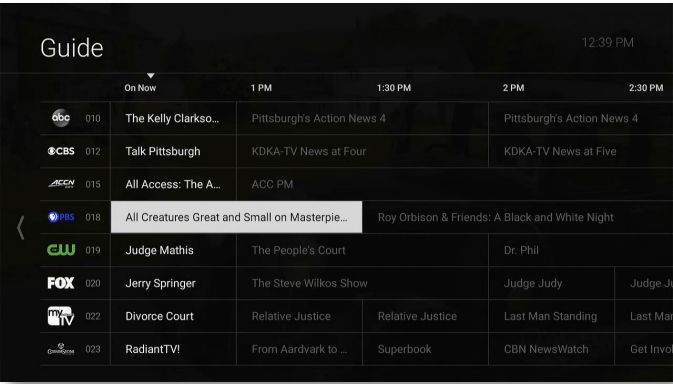 Guide
12:39 PM
On Now 1 PM 1:30 PM 2 PM 2:30 PM
abc 010 The Kelly Clarkso... Pittsburgh's Action News 4 Pittsburgh's Action News 4
CBS 012 Talk Pittsburgh KDKA-TV News at Four KDKA-TV News at Five
ACCN 015 All Access: The A... ACC PM
PBS 018 All Creatures Great and Small on Masterpie... Roy Orbison & Friends: A Black and White Night
CW 019 Judge Mathis The People's Court Dr. Phil
FOX 020 Jerry Springer The Steve Wilkos Show Judge Judy Judge Ju
my TV 022 Divorce Court Relative Justice Relative Justice Last Man Standing Last Mar
CORNERSTONE 023 RadiantTV! From Aardvark to ... Superbook CBN NewsWatch Get Invol